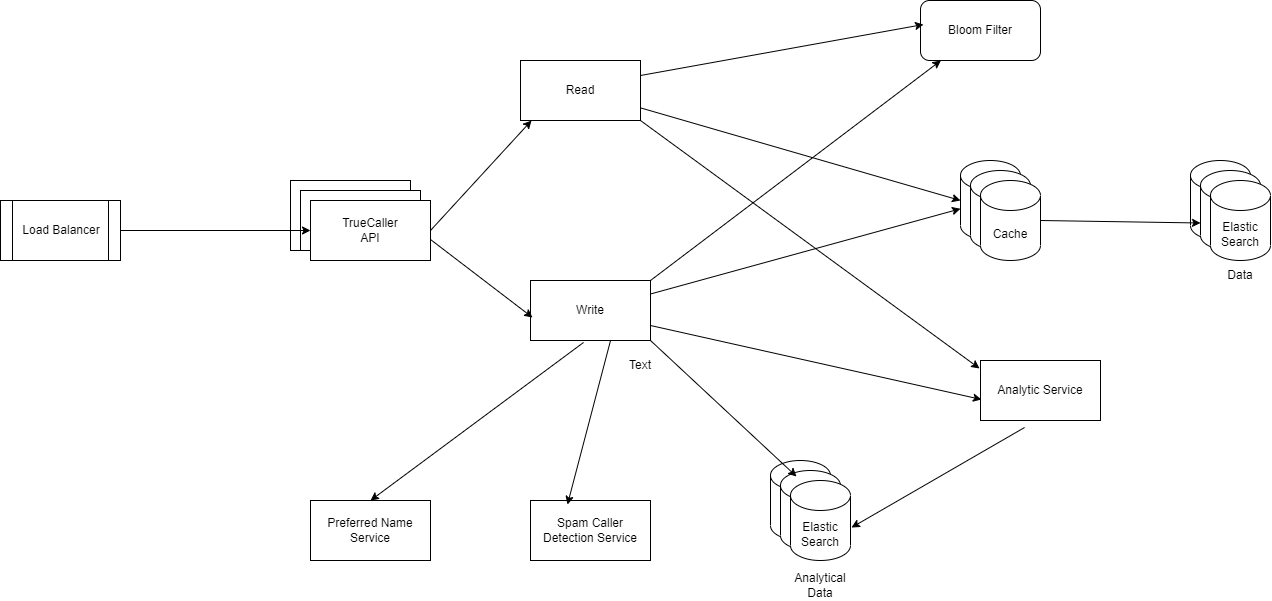 Bloom Filter
Read
Load Balancer
TrueCaller
API
Cache
Elastic
Search
Data
Write
Text
Analytic Service
Preferred Name
Service
Spam Caller
Detection Service
Elastic
Search
Analytical
Data